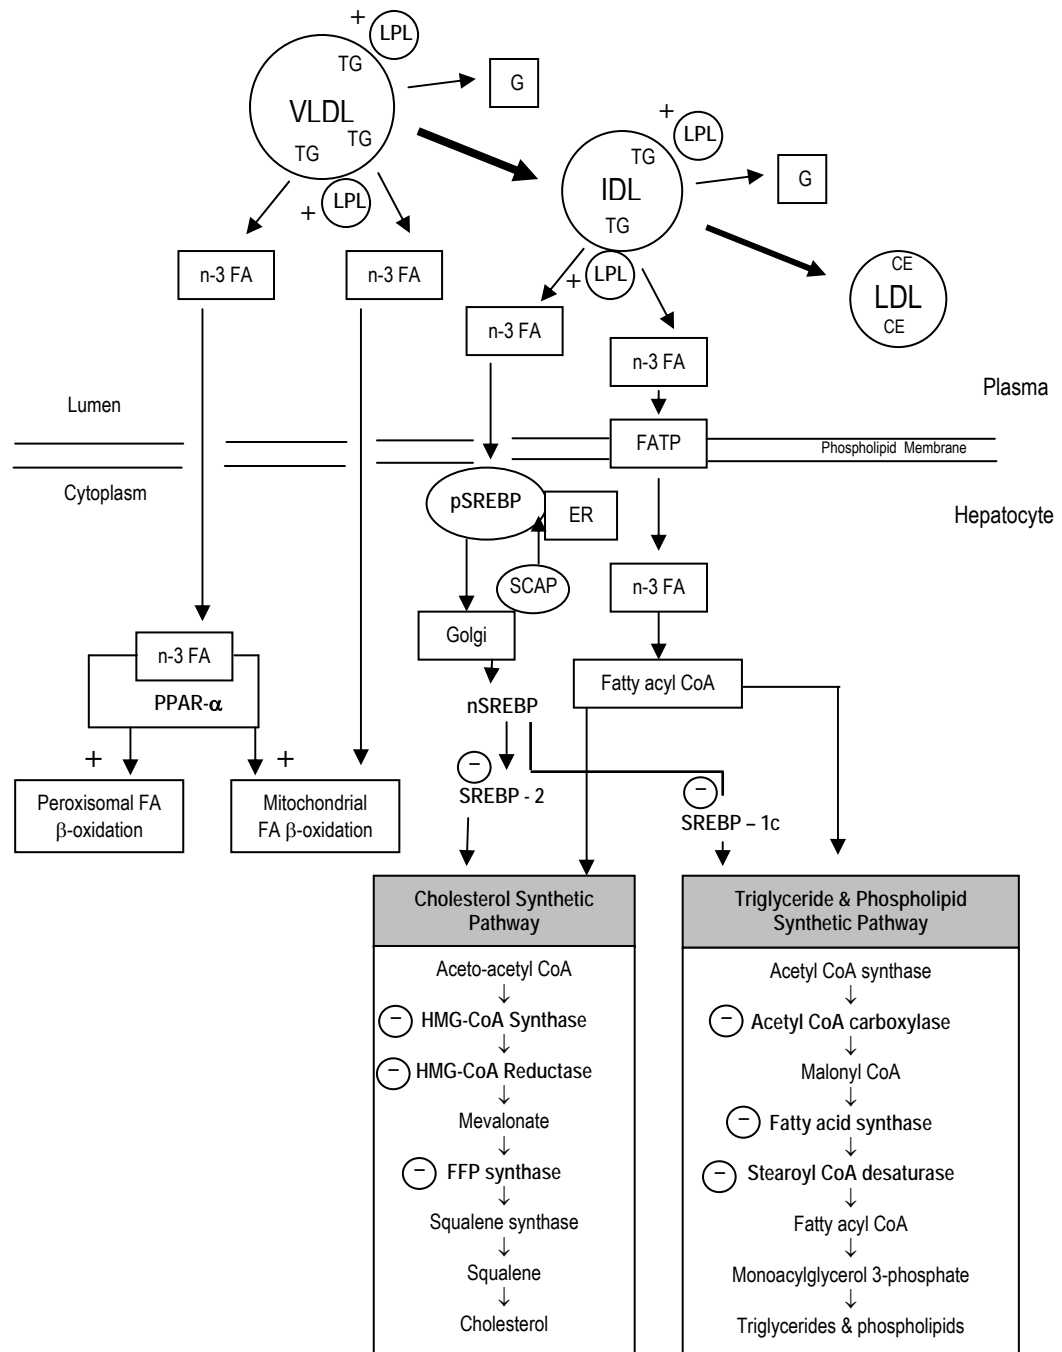 +
LPL
TG
VLDL
TG
TG
G
+
LPL
+
LPL
TG
IDL
TG
G
+
LPL
n-3 FA
n-3 FA
CE
LDL
CE
n-3 FA
n-3 FA
Plasma
Lumen
FATP
Phospholipid Membrane
Cytoplasm
pSREBP
ER
Hepatocyte
SCAP
n-3 FA
Golgi
n-3 FA
PPAR-α
Fatty acyl CoA
nSREBP
+
+
−
SREBP - 2
−
SREBP – 1c
Peroxisomal FA
β-oxidation
Mitochondrial
FA β-oxidation
Cholesterol Synthetic
Pathway
Aceto-acetyl CoA
↓
− HMG-CoA Synthase
↓
− HMG-CoA Reductase
↓
Mevalonate
↓
− FFP synthase
↓
Squalene synthase
↓
Squalene
↓
Cholesterol
Triglyceride & Phospholipid
Synthetic Pathway
Acetyl CoA synthase
↓
− Acetyl CoA carboxylase
↓
Malonyl CoA
↓
− Fatty acid synthase
↓
− Stearoyl CoA desaturase
↓
Fatty acyl CoA
↓
Monoacylglycerol 3-phosphate
↓
Triglycerides & phospholipids